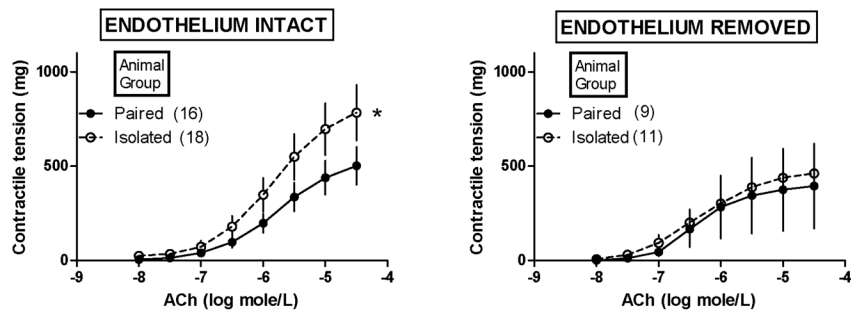 ENDOTHELIUM INTACT
Animal
Group
Paired (16)
Isolated (18)
*
Contractile tension (mg)
1000
500
0
-9 -8 -7 -6 -5 -4
ACh (log mole/L)
ENDOTHELIUM REMOVED
Animal
Group
Paired (9)
Isolated (11)
Contractile tension (mg)
1000
500
0
-9 -8 -7 -6 -5 -4
ACh (log mole/L)